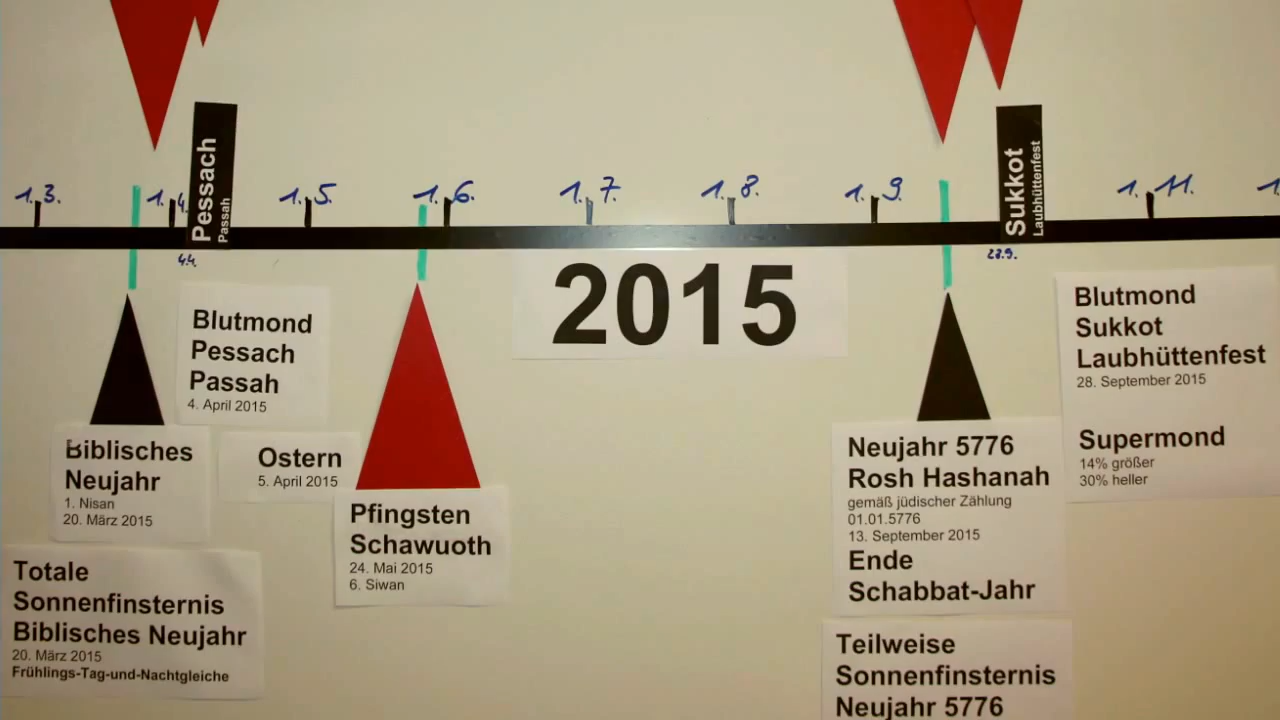 Pessach
Passah
Sukkot
Laubhüttenfest
1.3.
1.4.
1.5.
1.6.
1.7.
1.8.
1.9.
1.11.
4.4.
28.9.
2015
Blutmond
Pessach
Passah
4. April 2015
Biblisches
Neujahr
1. Nisan
20. März 2015
Ostern
5. April 2015
Pfingsten
Schawuoth
24. Mai 2015
6. Siwan
Totale
Sonnenfinsternis
Biblisches Neujahr
20. März 2015
Frühlings-Tag-und-Nachtgleiche
Neujahr 5776
Rosh Hashanah
gemäß jüdischer Zählung
01.01.5776
13. September 2015
Ende
Schabbat-Jahr
Teilweise
Sonnenfinsternis
Neujahr 5776
Blutmond
Sukkot
Laubhüttenfest
28. September 2015
Supermond
14% größer
30% heller